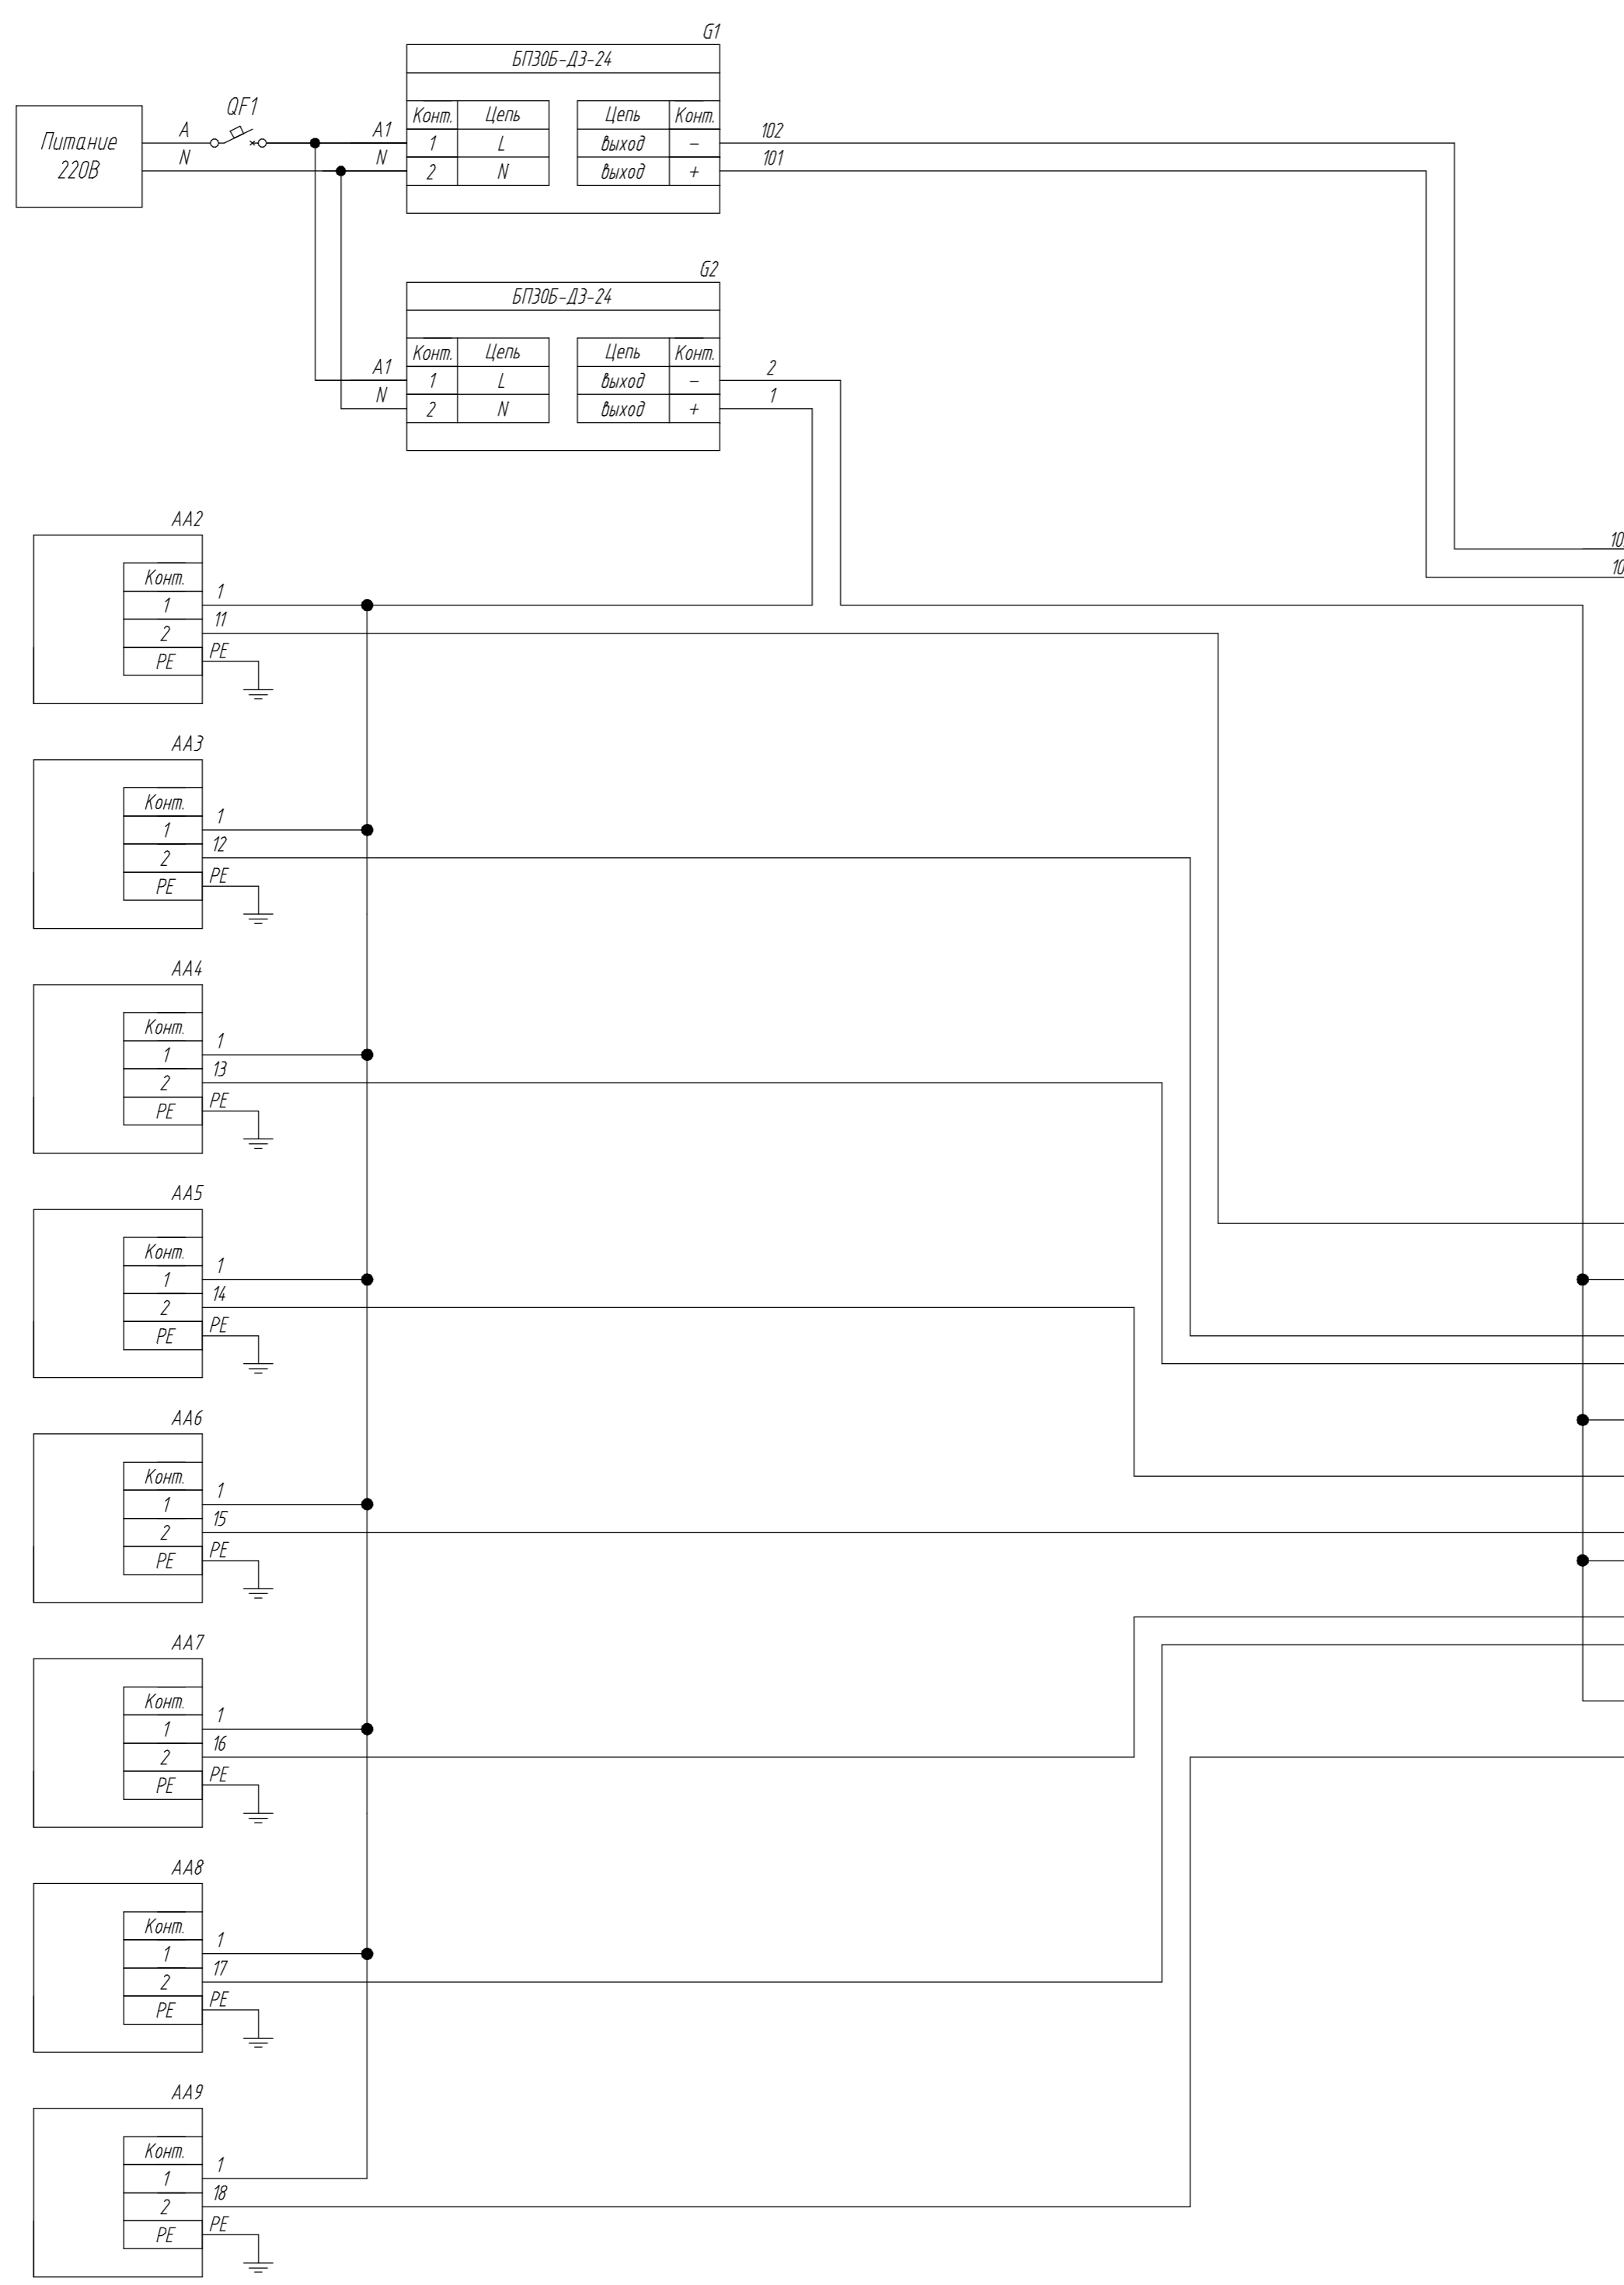 G1
БП30Б-Д3-24
Конт. Цепь Цепь Конт.
QF1
Питание
220В
A
N
A1 1 L выход – 102
N 2 N выход + 101
G2
БП30Б-Д3-24
Конт. Цепь Цепь Конт.
A1 1 L выход – 2
N 2 N выход + 1
AA2
Конт.
1 1
2 11
PE PE
AA3
Конт.
1 1
2 12
PE PE
AA4
Конт.
1 1
2 13
PE PE
AA5
Конт.
1 1
2 14
PE PE
AA6
Конт.
1 1
2 15
PE PE
AA7
Конт.
1 1
2 16
PE PE
AA8
Конт.
1 1
2 17
PE PE
AA9
Конт.
1 1
2 18
PE PE